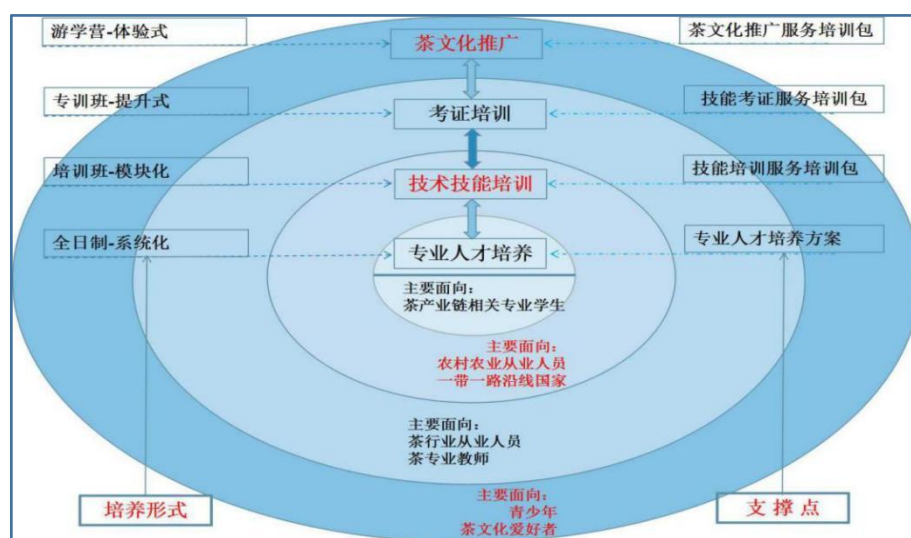 游学营-体验式
茶文化推广
茶文化推广服务培训包
专训班-提升式
考证培训
技能考证服务培训包
培训班-模块化
技术技能培训
技能培训服务培训包
全日制-系统化
专业人才培养
专业人才培养方案
主要面向:
茶产业链相关专业学生
主要面向:
农村农业从业人员
一带一路沿线国家
主要面向:
茶行业从业人员
茶专业教师
培养形式
主要面向:
青少年
茶文化爱好者
支撑点